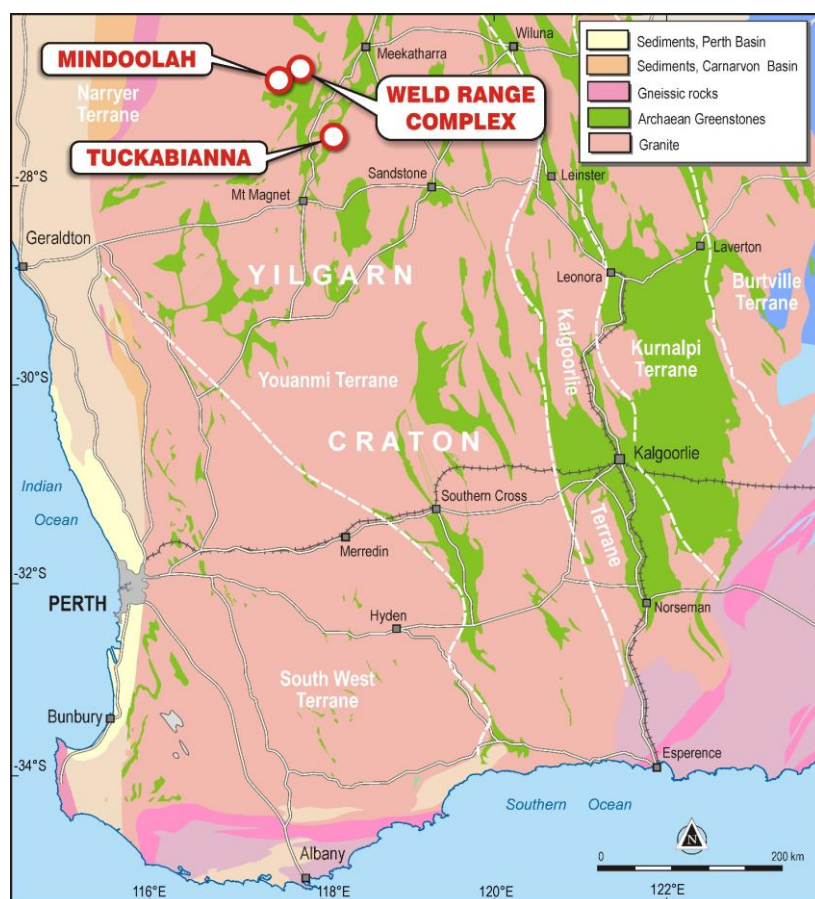 Sediments, Perth Basin
Sediments, Carnarvon Basin
Gneissic rocks
Archaean Greenstones
Granite
Wiluna
Meekatharra
MINDOOLAH
Narryer
Terrane
WELD RANGE
COMPLEX
TUCKABIANNA
28°S
Sandstone
Leinster
Mt Magnet
Geraldton
Laverton
YILGARN
Leonora
Burtville
Terrane
Kalgoorlie
Terrane
Kurnalpi
Terrane
30°S
Youanmi Terrane
CRATON
Kalgoorlie
Indian
Ocean
Southern Cross
Merredin
32°S
PERTH
Norseman
Hyden
South West
Terrane
Bunbury
Esperence
34°S
Southern Ocean
N
Albany
0
200 km
116°E
118°E
120°E
122°E